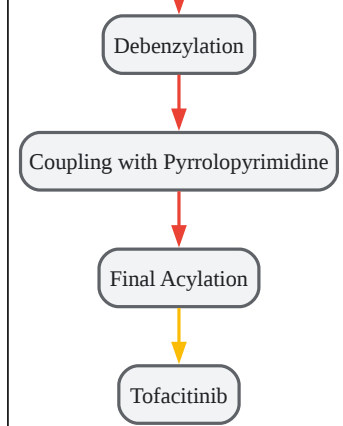 Debenzylation
Coupling with Pyrrolopyrimidine
Final Acylation
Tofacitinib